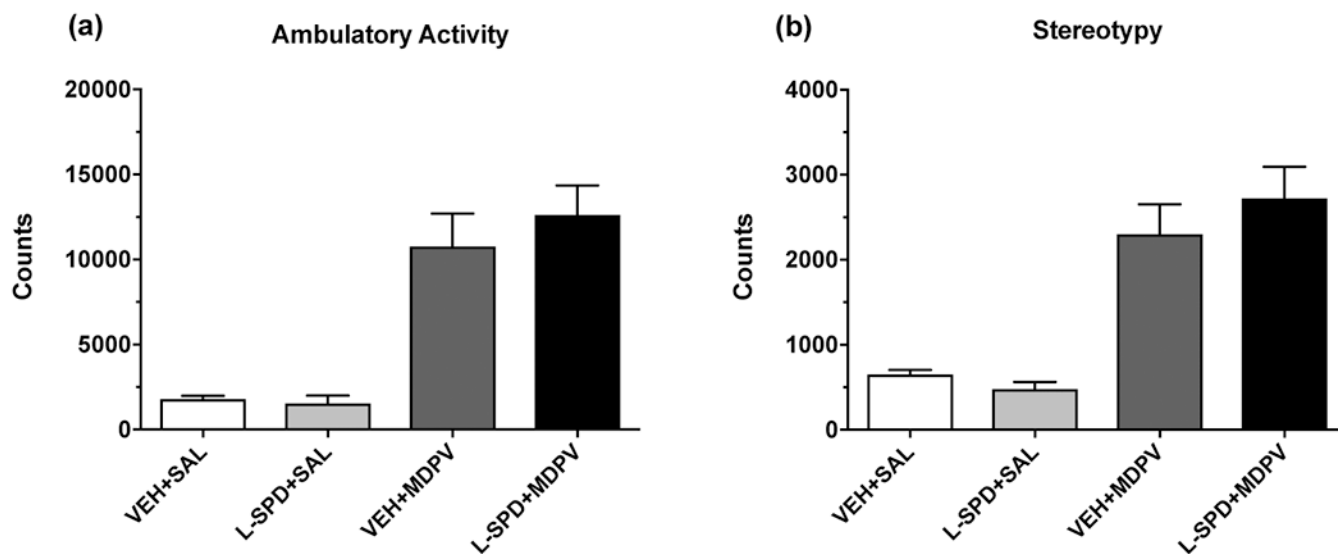 (a)
Ambulatory Activity
Counts
20000
15000
10000
5000
0
VEH+SAL
L-SPD+SAL
VEH+MDPV
L-SPD+MDPV
(b)
Stereotypy
Counts
4000
3000
2000
1000
0
VEH+SAL
L-SPD+SAL
VEH+MDPV
L-SPD+MDPV